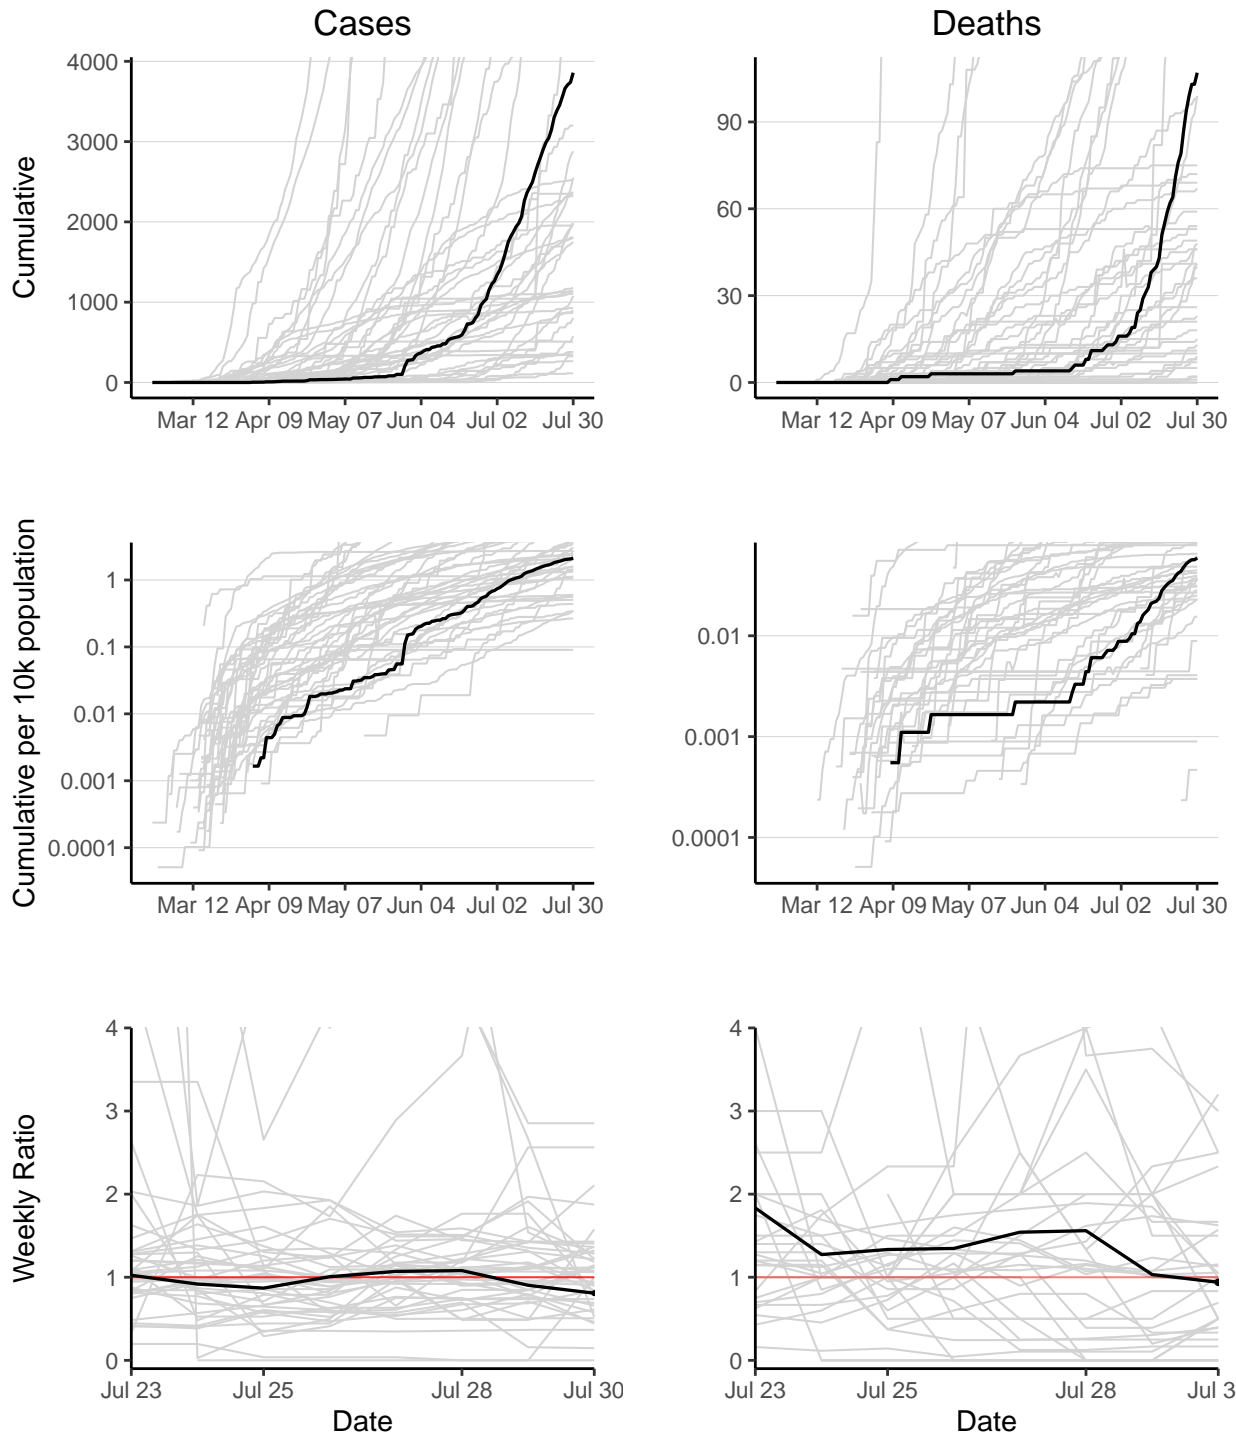 Cases
Deaths
Cumulative
4000
3000
2000
1000
0
Mar 12 Apr 09 May 07 Jun 04 Jul 02 Jul 30
90
60
30
0
Mar 12 Apr 09 May 07 Jun 04 Jul 02 Jul 30
Cumulative per 10k population
1
0.1
0.01
0.001
0.0001
Mar 12 Apr 09 May 07 Jun 04 Jul 02 Jul 30
0.01
0.001
0.0001
Mar 12 Apr 09 May 07 Jun 04 Jul 02 Jul 30
Weekly Ratio
4
3
2
1
0
Jul 23 Jul 25 Jul 28 Jul 30
Date
4
3
2
1
0
Jul 23 Jul 25 Jul 28 Jul 3
Date